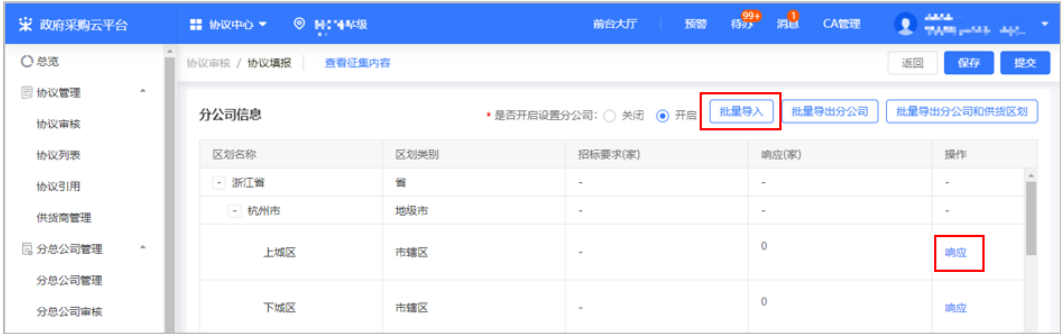 政府采购云平台 协议中心 前台大厅 预警 待办 99+ 消息 1 CA管理
总览 协议审核 / 协议填报 查看征集内容 返回 保存 提交
协议管理
分公司信息 * 是否开启设置分公司: 关闭 开启 批量导入 批量导出分公司 批量导出分公司和供货区划
协议审核
区划名称 区划类别 招标要求(家) 响应(家) 操作
协议列表
- 浙江省 省 - - -
协议引用
- 杭州市 地级市 - - -
供货商管理
分总公司管理 上城区 市辖区 - 0 响应
分总公司管理
分总公司审核 下城区 市辖区 - 0 响应